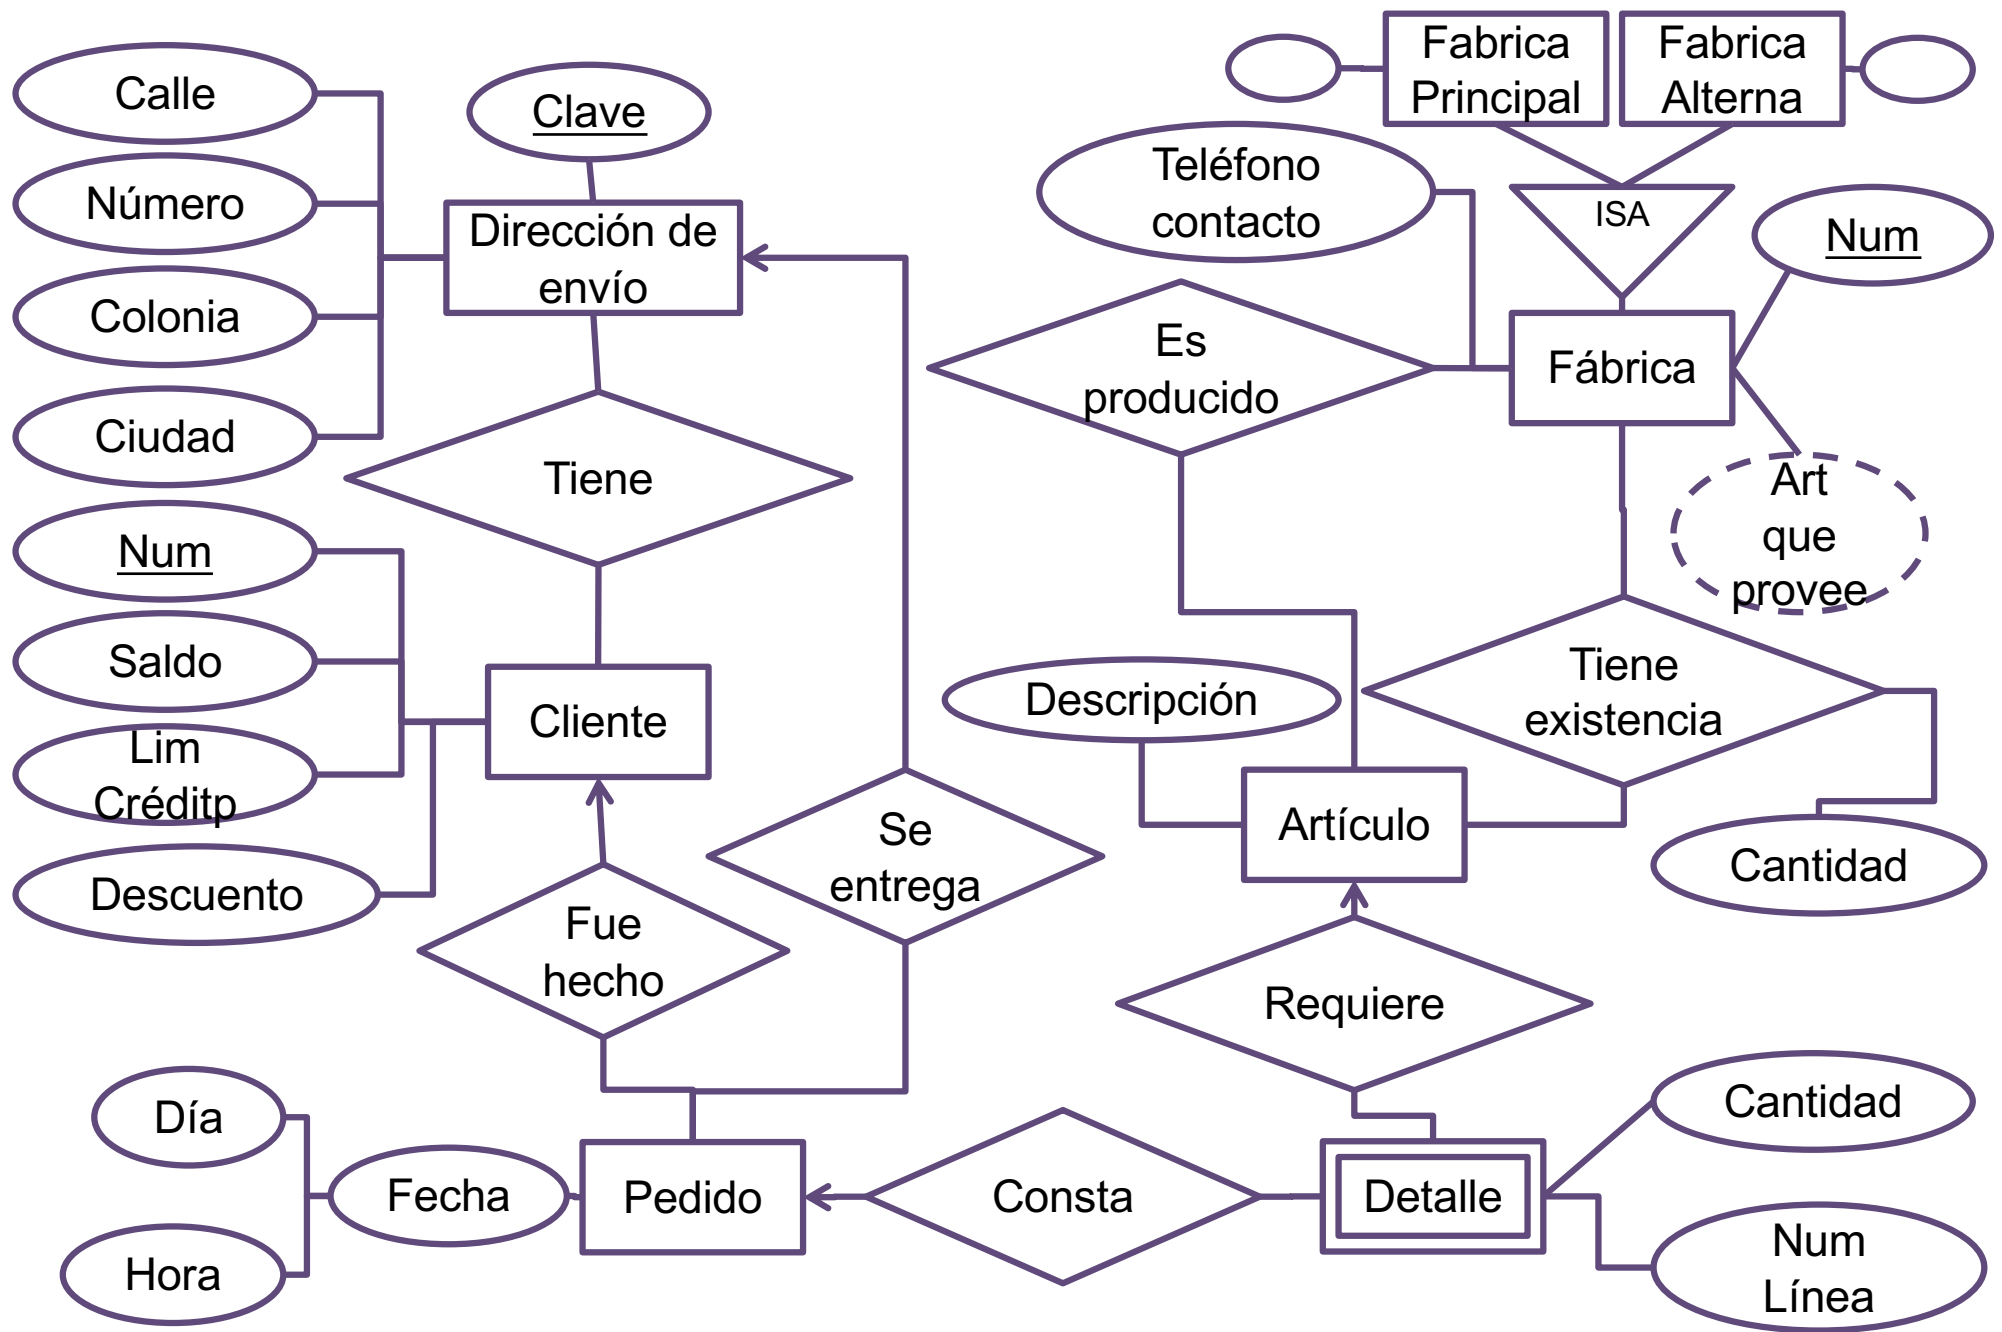 Calle
Número
Colonia
Ciudad
Clave
Dirección de
envío
Tiene
Num
Saldo
Lim
Créditp
Descuento
Cliente
Fue
hecho
Se
entrega
Día
Hora
Fecha
Pedido
Consta
Detalle
Cantidad
Num
Línea
Requiere
Artículo
Descripción
Tiene
existencia
Cantidad
Es
producido
Teléfono
contacto
Fábrica
Num
Art
que
provee
ISA
Fabrica
Principal
Fabrica
Alterna